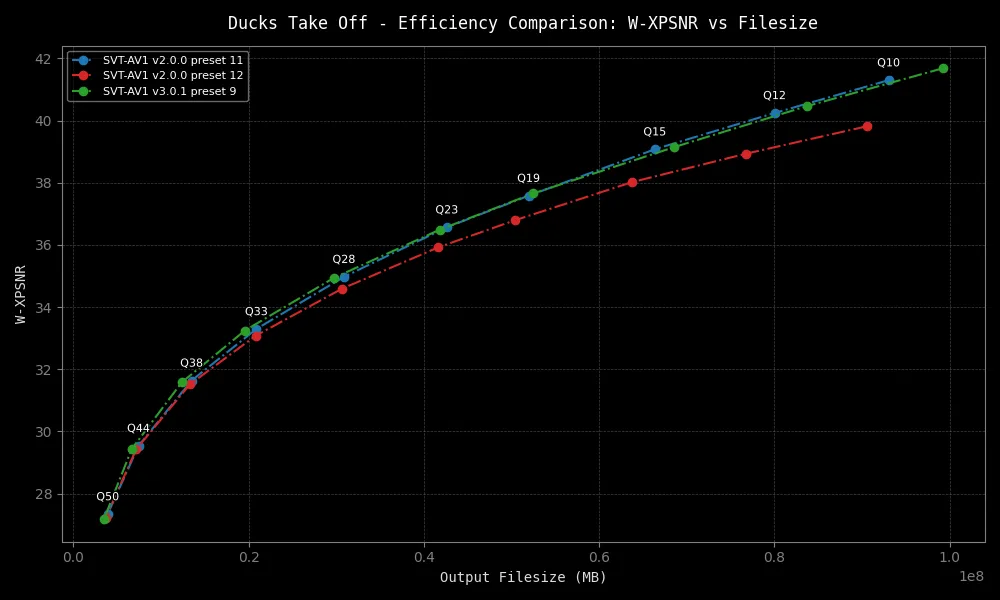 Ducks Take Off - Efficiency Comparison: W-XPSNR vs Filesize
SVT-AV1 v2.0.0 preset 11
SVT-AV1 v2.0.0 preset 12
SVT-AV1 v3.0.1 preset 9
W-XPSNR
42
40
38
36
34
32
30
28
Q10
Q12
Q15
Q19
Q23
Q28
Q33
Q38
Q44
Q50
0.0 0.2 0.4 0.6 0.8 1.0
1e8
Output Filesize (MB)